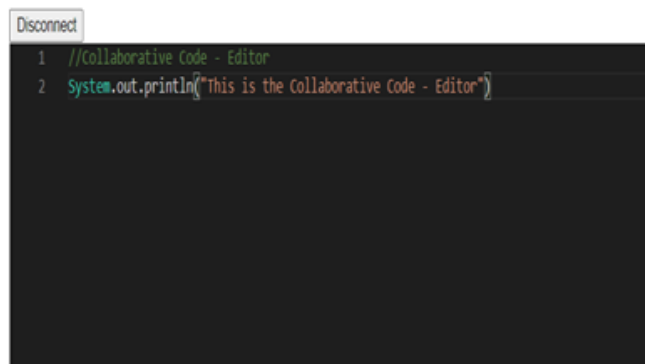 Disconnect
1 //Collaborative Code - Editor
2 System.out.println("This is the Collaborative Code - Editor")